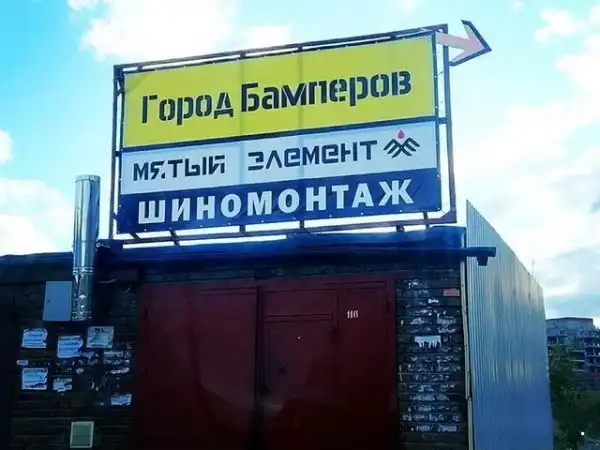 Город Бамперов
мятый элемент
ШИНОМОНТАЖ